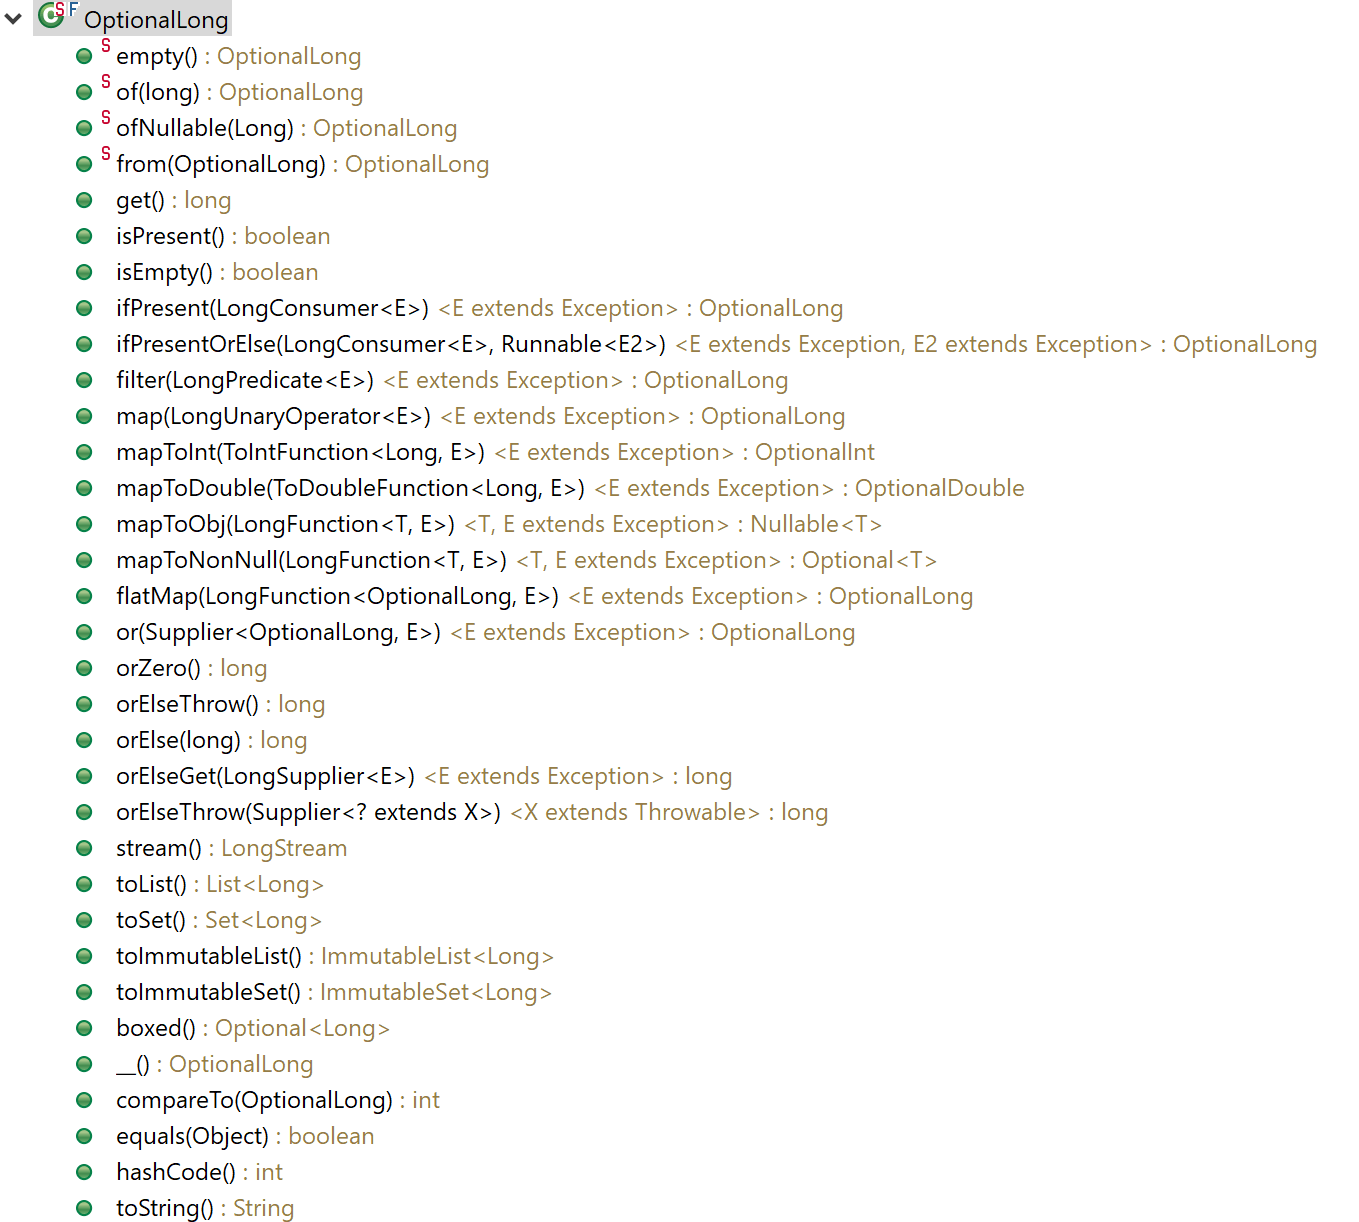 OptionalLong
empty() : OptionalLong
of(long) : OptionalLong
ofNullable(Long) : OptionalLong
from(OptionalLong) : OptionalLong
get() : long
isPresent() : boolean
isEmpty() : boolean
ifPresent(LongConsumer<E>) <E extends Exception> : OptionalLong
ifPresentOrElse(LongConsumer<E>, Runnable<E2>) <E extends Exception, E2 extends Exception> : OptionalLong
filter(LongPredicate<E>) <E extends Exception> : OptionalLong
map(LongUnaryOperator<E>) <E extends Exception> : OptionalLong
mapToInt(ToIntFunction<Long, E>) <E extends Exception> : OptionalInt
mapToDouble(ToDoubleFunction<Long, E>) <E extends Exception> : OptionalDouble
mapToObj(LongFunction<T, E>) <T, E extends Exception> : Nullable<T>
mapToNonNull(LongFunction<T, E>) <T, E extends Exception> : Optional<T>
flatMap(LongFunction<OptionalLong, E>) <E extends Exception> : OptionalLong
or(Supplier<OptionalLong, E>) <E extends Exception> : OptionalLong
orZero() : long
orElseThrow() : long
orElse(long) : long
orElseGet(LongSupplier<E>) <E extends Exception> : long
orElseThrow(Supplier<? extends X>) <X extends Throwable> : long
stream() : LongStream
toList() : List<Long>
toSet() : Set<Long>
toImmutableList() : ImmutableList<Long>
toImmutableSet() : ImmutableSet<Long>
boxed() : Optional<Long>
__() : OptionalLong
compareTo(OptionalLong) : int
equals(Object) : boolean
hashCode() : int
toString() : String